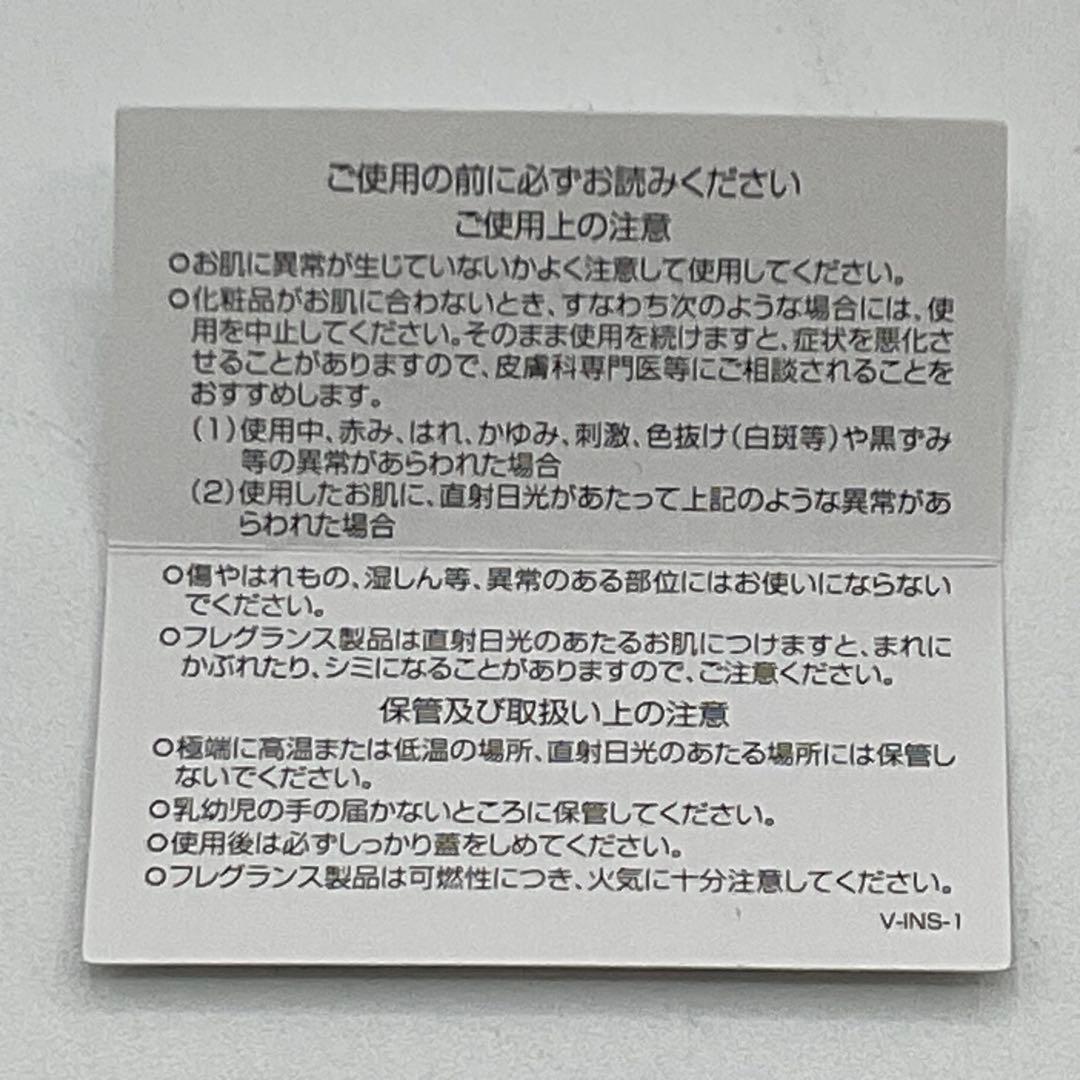 ご使用の前に必ずお読みください
ご使用上の注意
○お肌に異常が生じていないかよく注意して使用してください。
○化粧品がお肌に合わないとき、すなわち次のような場合には、使
用を中止してください。そのまま使用を続けますと、症状を悪化さ
せることがありますので、皮膚科専門医等にご相談されることを
おすすめします。
(1)使用中、赤み、はれ、かゆみ、刺激、色抜け(白斑等)や黒ずみ
等の異常があらわれた場合
(2)使用したお肌に、直射日光があたって上記のような異常があ
らわれた場合
○傷やはれもの、湿しん等、異常のある部位にはお使いにならない
でください。
○フレグランス製品は直射日光のあたるお肌につけますと、まれに
かぶれたり、シミになることがありますので、ご注意ください。
保管及び取扱い上の注意
○極端に高温または低温の場所、直射日光のあたる場所には保管し
ないでください。
○乳幼児の手の届かないところに保管してください。
○使用後は必ずしっかり蓋をしめてください。
○フレグランス製品は可燃性につき、火気に十分注意してください。
V-INS-1